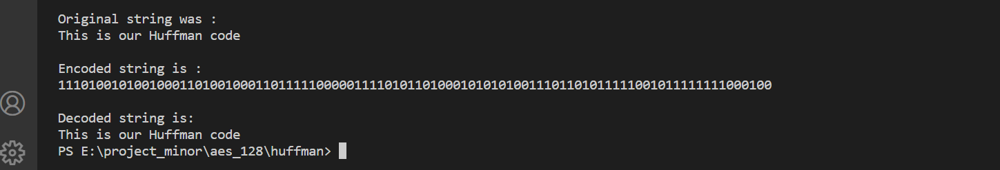 Original string was :
This is our Huffman code
Encoded string is :
1110100101001000110100100011011111000001111010110100010101010011101101011111001011111111000100
Decoded string is:
This is our Huffman code
PS E:\project_minor\aes_128\huffman>